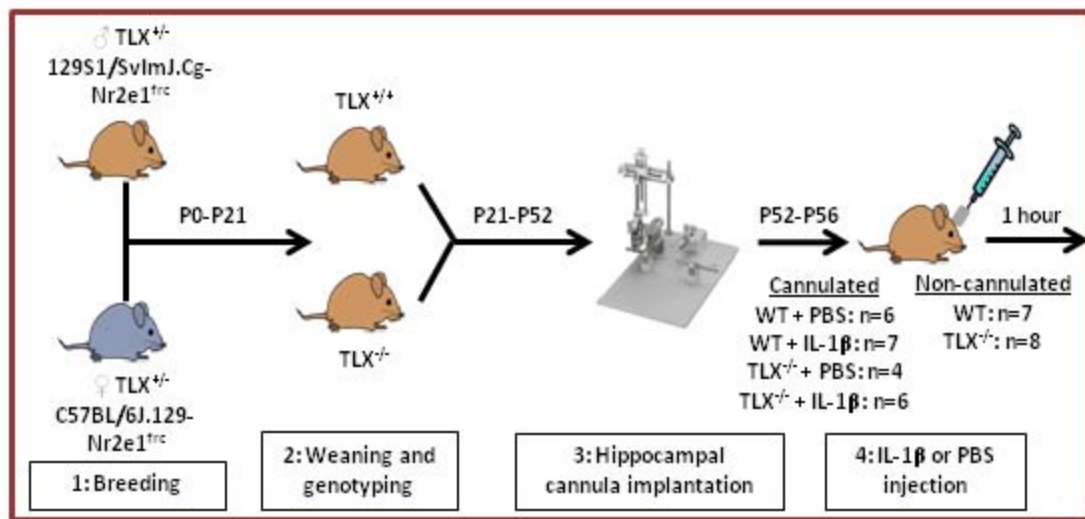 ♂ TLX+/-
129S1/SvImJ.Cg-
Nr2e1frc
P0-P21
♀ TLX+/-
C57BL/6J.129-
Nr2e1frc
1: Breeding
TLX+/+
TLX-/-
2: Weaning and
genotyping
P21-P52
3: Hippocampal
cannula implantation
P52-P56
Cannulated
WT + PBS: n=6
WT + IL-1β: n=7
TLX-/- + PBS: n=4
TLX-/- + IL-1β: n=6
1 hour
Non-cannulated
WT: n=7
TLX-/-: n=8
4: IL-1β or PBS
injection